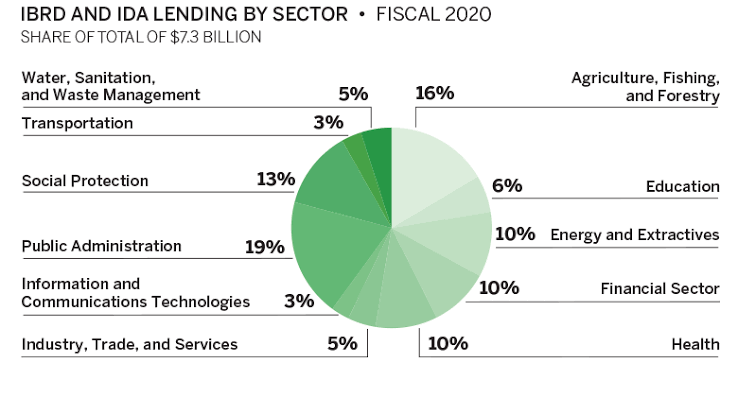 IBRD AND IDA LENDING BY SECTOR • FISCAL 2020
SHARE OF TOTAL OF $7.3 BILLION
Water, Sanitation,
and Waste Management 5%
Transportation 3%
Social Protection 13%
Public Administration 19%
Information and
Communications Technologies 3%
Industry, Trade, and Services 5%
16% Agriculture, Fishing,
and Forestry
6% Education
10% Energy and Extractives
10% Financial Sector
10% Health